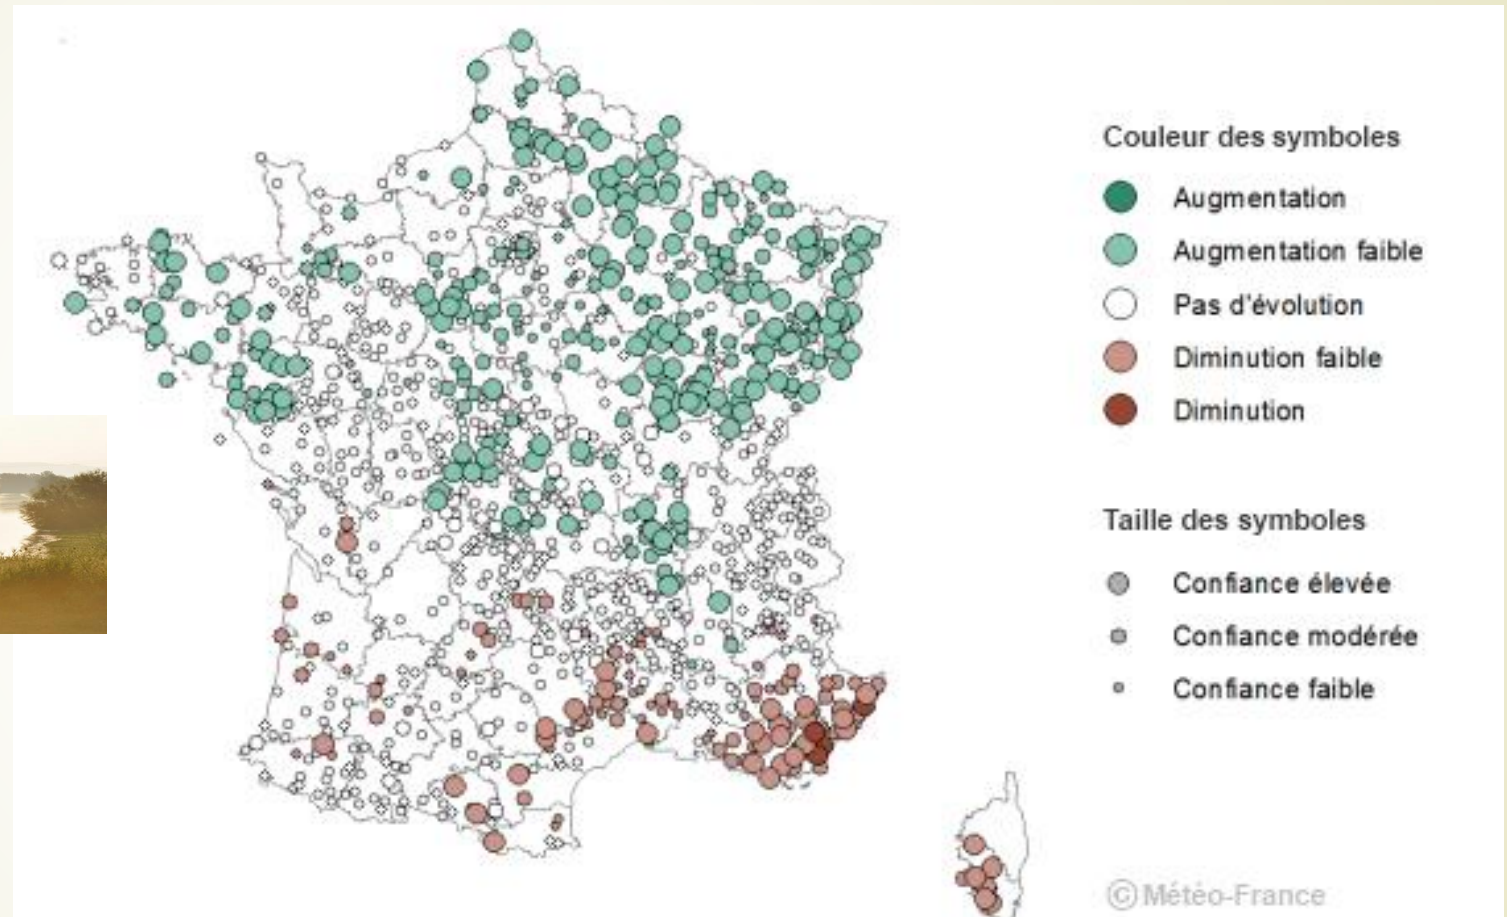 Couleur des symboles
Augmentation
Augmentation faible
Pas d'évolution
Diminution faible
Diminution
Taille des symboles
Confiance élevée
Confiance modérée
Confiance faible
© Météo-France